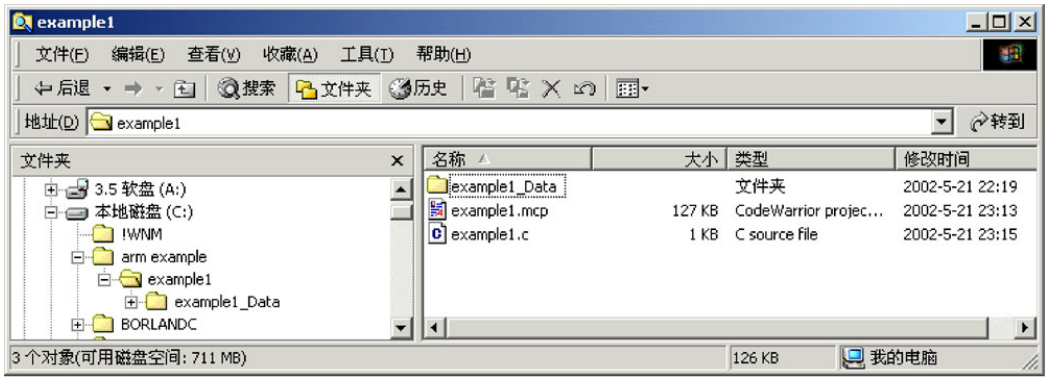 example1
文件(F) 编辑(E) 查看(V) 收藏(A) 工具(T) 帮助(H)
后退 搜索 文件夹 历史
地址(D) example1 转到
文件夹 名称 大小 类型 修改时间
3.5 软盘 (A:) example1_Data 文件夹 2002-5-21 22:19
本地磁盘 (C:) example1.mcp 127 KB CodeWarrior projec... 2002-5-21 23:13
!WNM example1.c 1 KB C source file 2002-5-21 23:15
arm example
example1
example1_Data
BORLANDC
3 个对象(可用磁盘空间: 711 MB) 126 KB 我的电脑